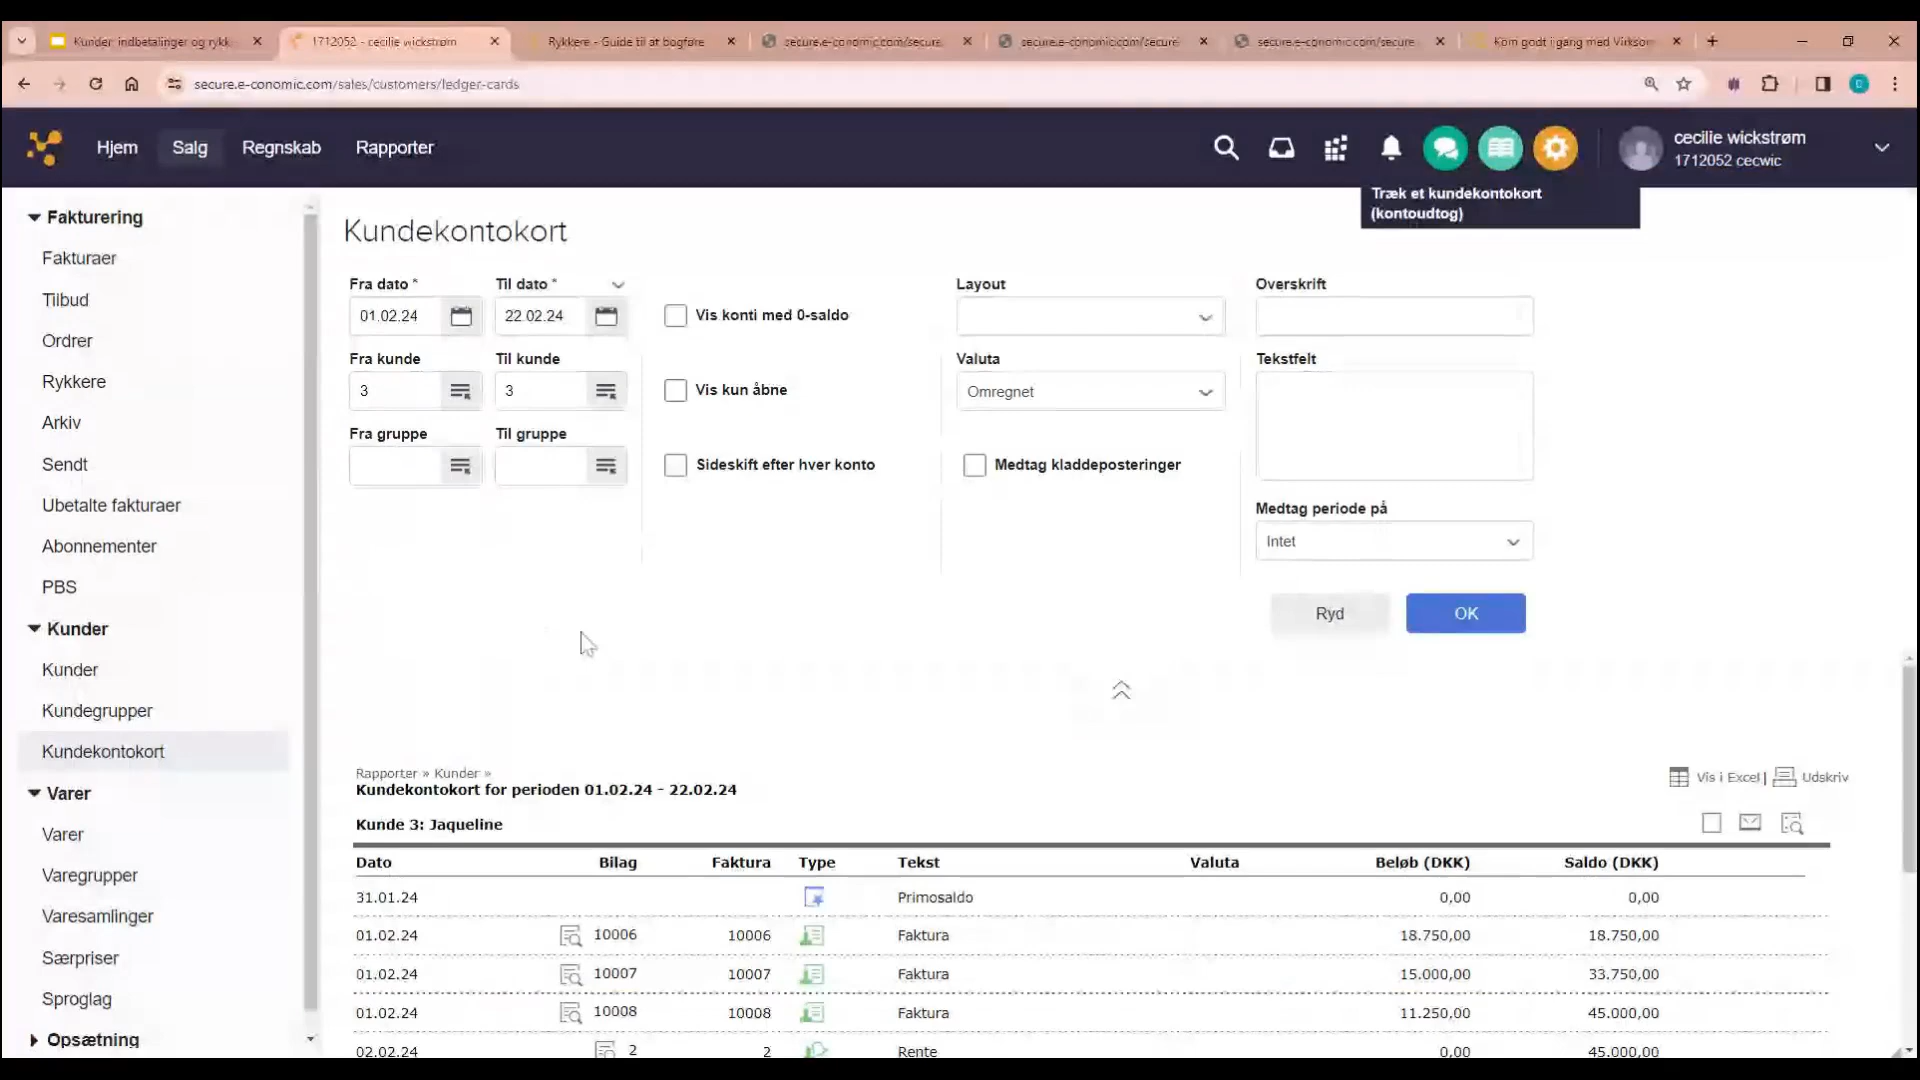 Kunder: indbetalinger og rykk
1712052 - cecilie wickstrøm
Rykkere - Guide til at bogføre
secure.e-conomic.com/secure
secure.e-conomic.com/secure
secure.e-conomic.com/secure
Kom godt i gang med Virksom
secure.e-conomic.com/sales/customers/ledger-cards
Hjem
Salg
Regnskab
Rapporter
cecilie wickstrøm
1712052 cecwic
Træk et kundekontokort
(kontoudtog)
Fakturering
Fakturaer
Tilbud
Ordrer
Rykkere
Arkiv
Sendt
Ubetalte fakturaer
Abonnementer
PBS
Kunder
Kunder
Kundegrupper
Kundekontokort
Varer
Varer
Varegrupper
Varesamlinger
Særpriser
Sproglag
Opsætning
Kundekontokort
Fra dato *
Til dato *
Layout
Overskrift
01.02.24
22.02.24
Vis konti med 0-saldo
Fra kunde
Til kunde
Valuta
Tekstfelt
3
3
Vis kun åbne
Omregnet
Fra gruppe
Til gruppe
Sideskift efter hver konto
Medtag kladdeposteringer
Medtag periode på
Intet
Ryd
OK
Rapporter » Kunder »
Kundekontokort for perioden 01.02.24 - 22.02.24
Vis i Excel | Udskriv
Kunde 3: Jaqueline
Dato Bilag Faktura Type Tekst Valuta Beløb (DKK) Saldo (DKK)
31.01.24 Primosaldo 0,00 0,00
01.02.24 10006 10006 Faktura 18.750,00 18.750,00
01.02.24 10007 10007 Faktura 15.000,00 33.750,00
01.02.24 10008 10008 Faktura 11.250,00 45.000,00
02.02.24 2 2 Rente 0,00 45.000,00